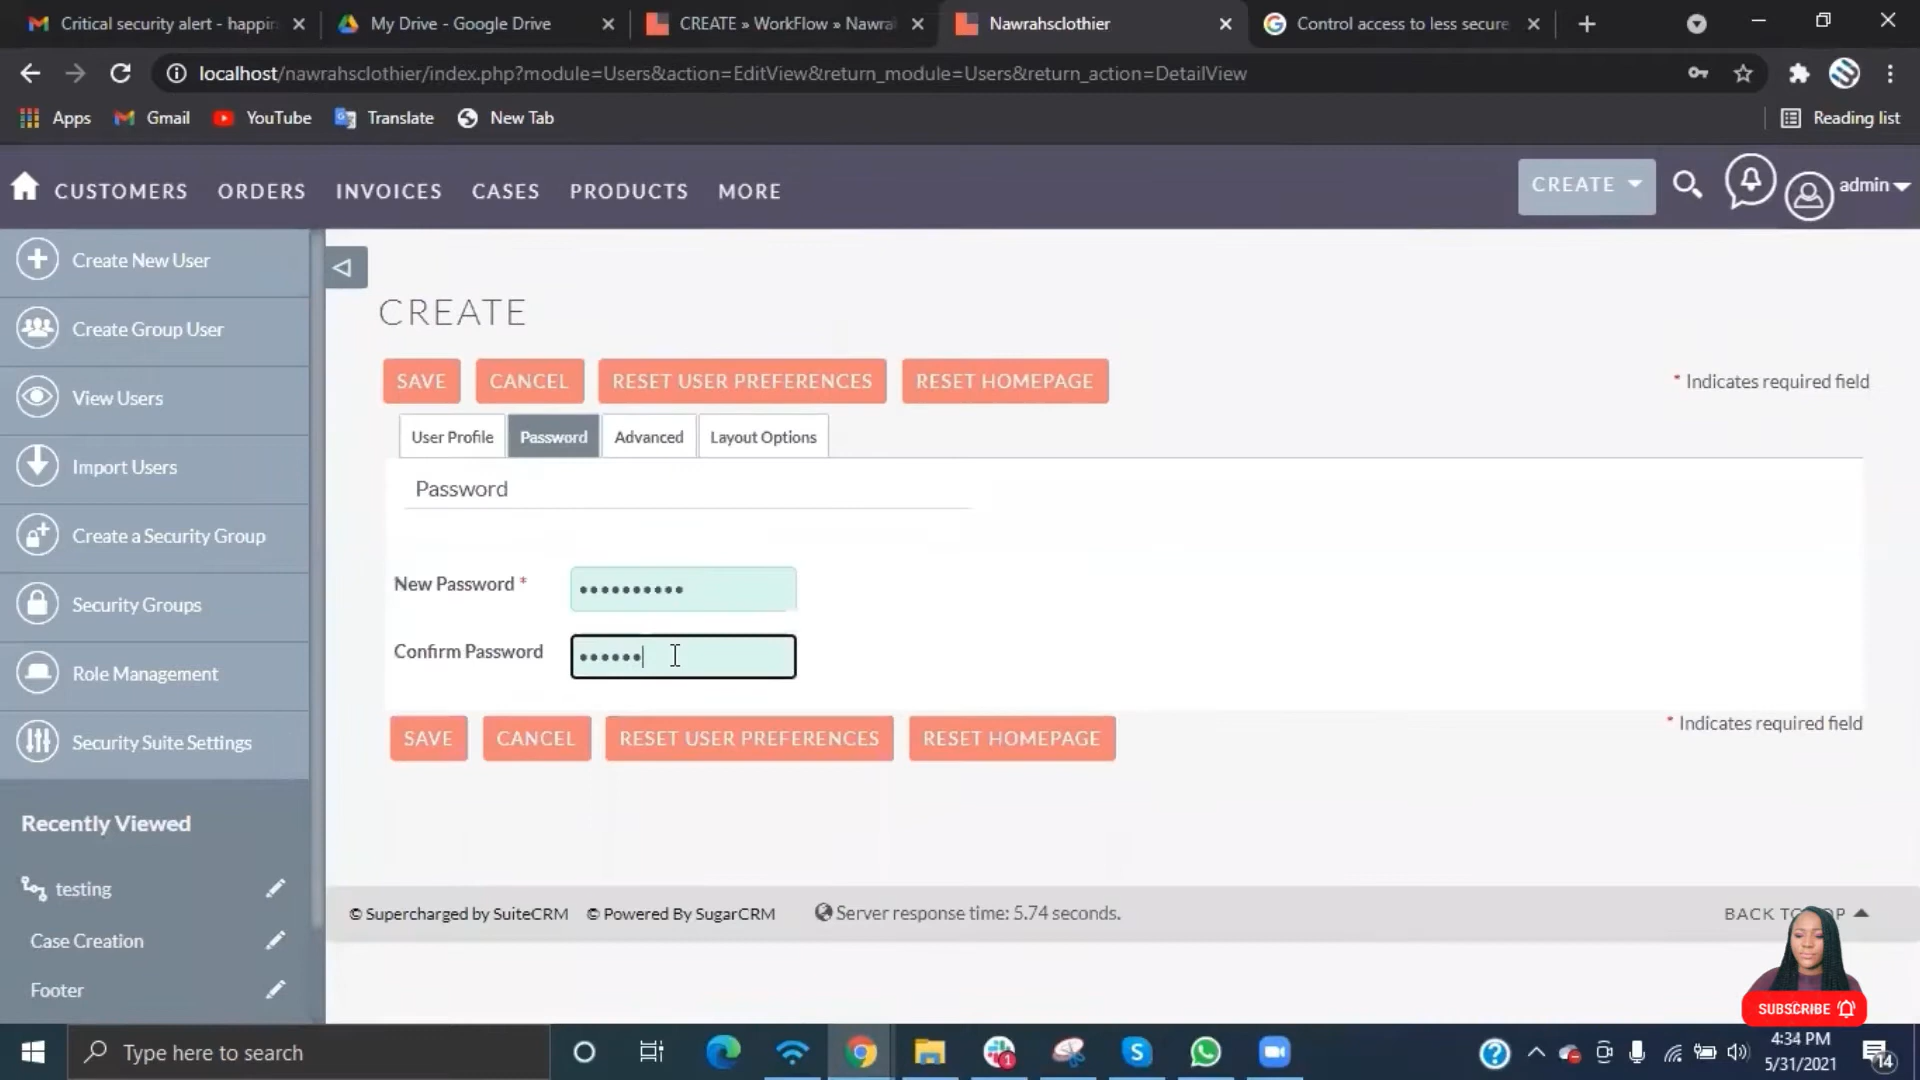 Critical security alert - happin
My Drive - Google Drive
CREATE » WorkFlow » Nawra
Nawrahsclothier
Control access to less secure
localhost/nawrahsclothier/index.php?module=Users&action=EditView&return_module=Users&return_action=DetailView
Apps
Gmail
YouTube
Translate
New Tab
Reading list
CUSTOMERS
ORDERS
INVOICES
CASES
PRODUCTS
MORE
CREATE
admin
Create New User
Create Group User
View Users
Import Users
Create a Security Group
Security Groups
Role Management
Security Suite Settings
Recently Viewed
testing
Case Creation
Footer
CREATE
SAVE
CANCEL
RESET USER PREFERENCES
RESET HOMEPAGE
* Indicates required field
User Profile
Password
Advanced
Layout Options
Password
New Password *
••••••••••
Confirm Password
••••••
SAVE
CANCEL
RESET USER PREFERENCES
RESET HOMEPAGE
* Indicates required field
© Supercharged by SuiteCRM
© Powered By SugarCRM
Server response time: 5.74 seconds.
BACK
SUBSCRIBE
Type here to search
1
4:34 PM
5/31/2021
14